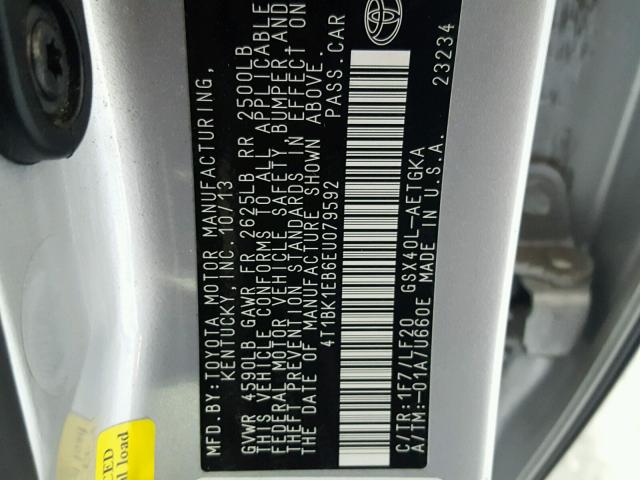 MFD. BY: TOYOTA MOTOR MANUFACTURING,
KENTUCKY, INC. 10/13
GVWR 4590LB GAWR FR 2625LB RR 2500LB
THIS VEHICLE CONFORMS TO ALL APPLICABLE
FEDERAL MOTOR VEHICLE SAFETY, BUMPER AND
THEFT PREVENTION STANDARDS IN EFFECT ON
THE DATE OF MANUFACTURE SHOWN ABOVE.
4T1BK1EB6EU079592 PASS.CAR
C/TR: 1F7/LF20 GSX40L-AETGKA
A/TM: -01A/U660E MADE IN U.S.A.
23234
load